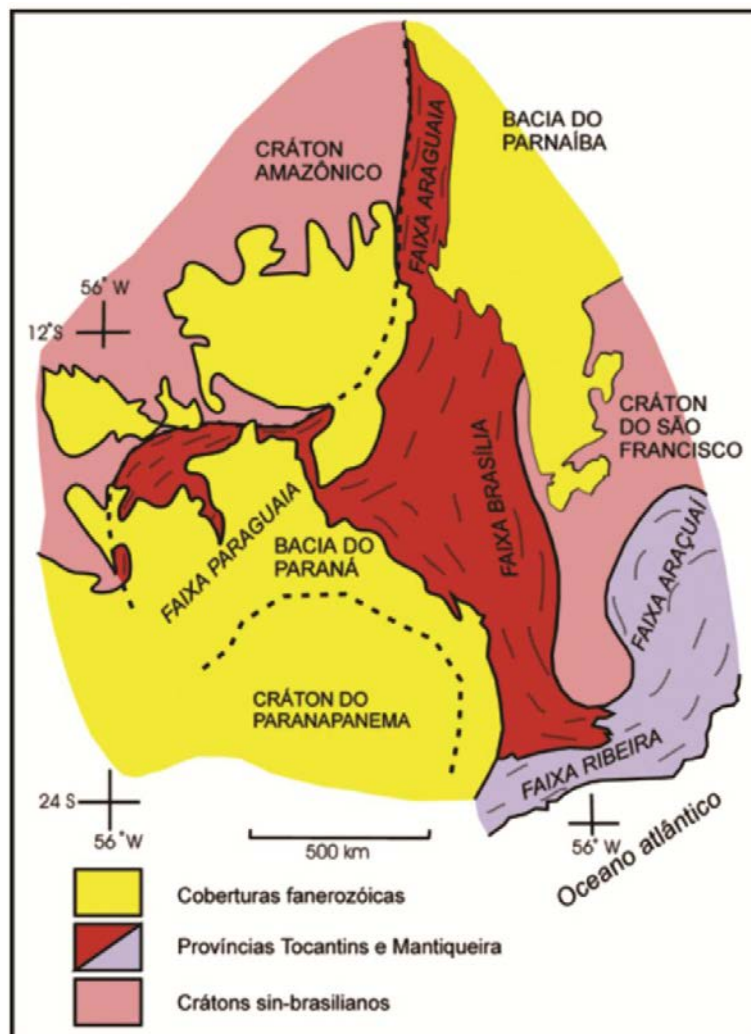 BACIA DO
PARNAÍBA
CRÁTON
AMAZÔNICO
FAIXA ARAGUAIA
56° W
12°S
CRÁTON
DO SÃO
FRANCISCO
FAIXA BRASÍLIA
FAIXA ARAÇUAÍ
FAIXA PARAGUAIA
BACIA DO
PARANÁ
CRÁTON DO
PARANAPANEMA
FAIXA RIBEIRA
24 S
56 °W
500 km
56° W
Oceano atlântico
Coberturas fanerozóicas
Províncias Tocantins e Mantiqueira
Crátons sin-brasilianos